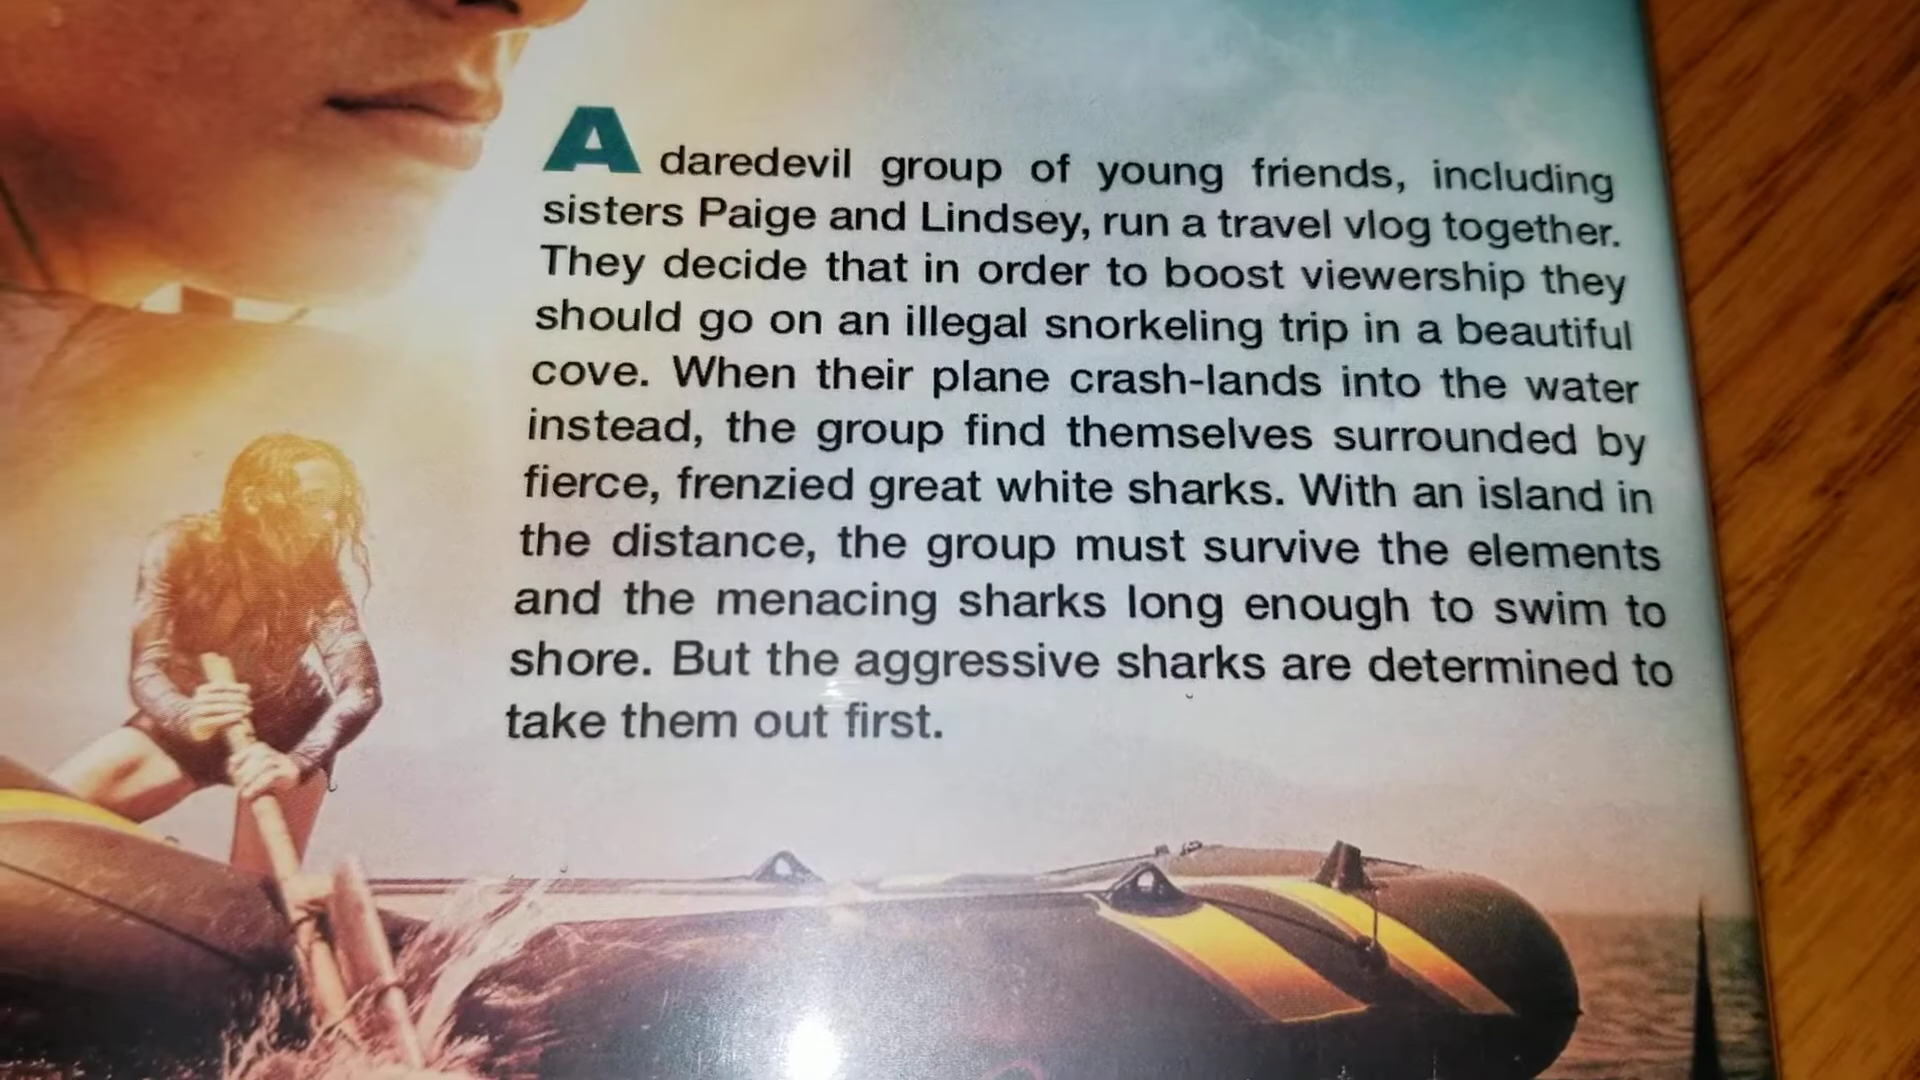 A daredevil group of young friends, including
sisters Paige and Lindsey, run a travel vlog together.
They decide that in order to boost viewership they
should go on an illegal snorkeling trip in a beautiful
cove. When their plane crash-lands into the water
instead, the group find themselves surrounded by
fierce, frenzied great white sharks. With an island in
the distance, the group must survive the elements
and the menacing sharks long enough to swim to
shore. But the aggressive sharks are determined to
take them out first.